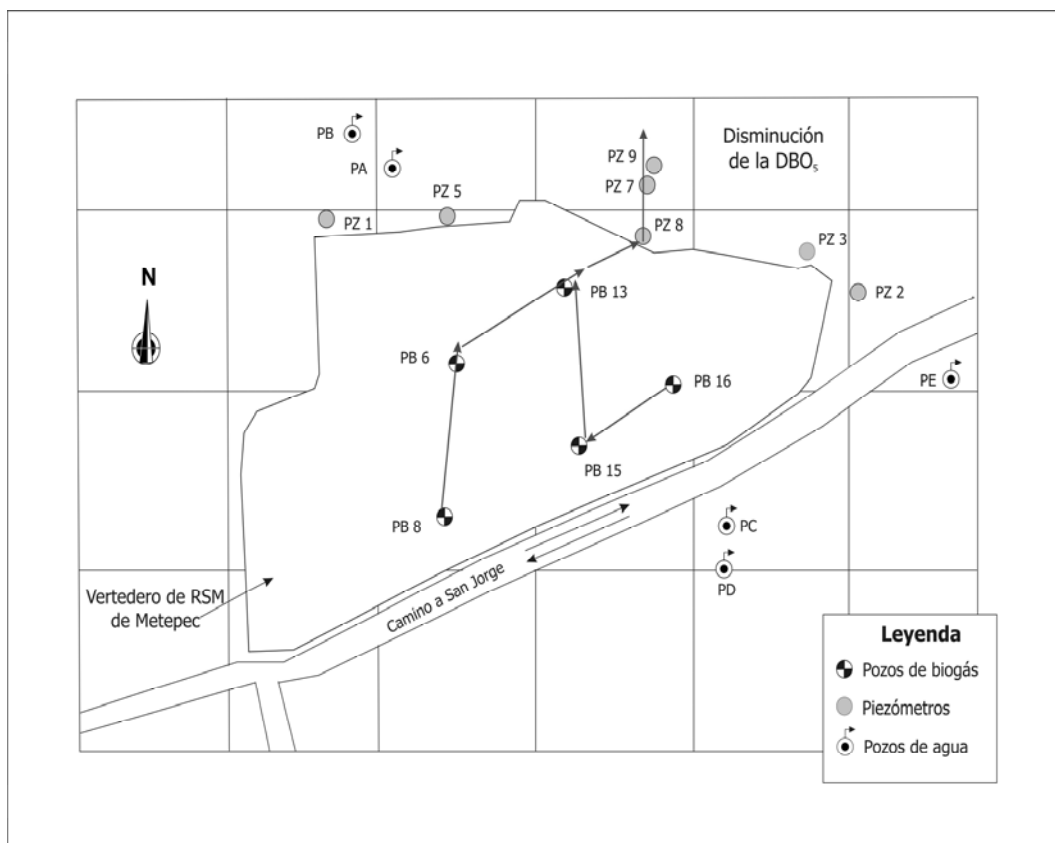 PB
PA
PZ 5
PZ 1
PZ 9
PZ 7
PZ 8
Disminución
de la DBO₅
PZ 3
PZ 2
N
PB 13
PB 6
PB 16
PE
PB 15
PB 8
PC
PD
Camino a San Jorge
Vertedero de RSM
de Metepec
Leyenda
Pozos de biogás
Piezómetros
Pozos de agua